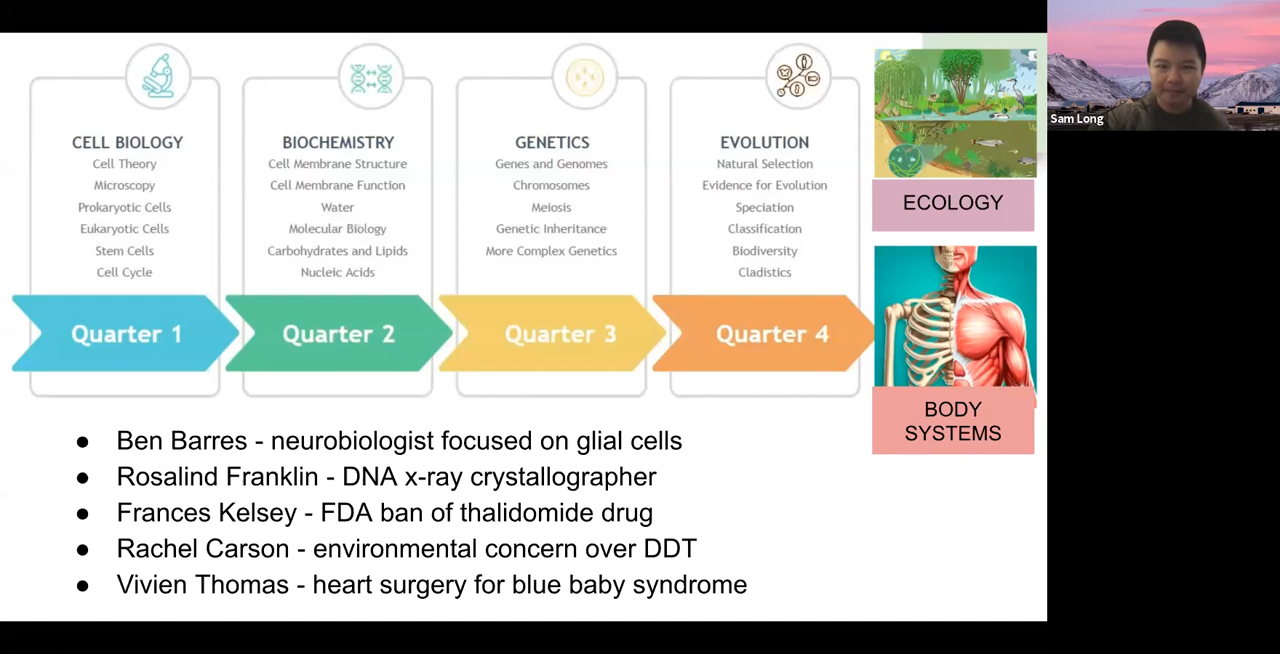 CELL BIOLOGY
Cell Theory
Microscopy
Prokaryotic Cells
Eukaryotic Cells
Stem Cells
Cell Cycle
Quarter 1
BIOCHEMISTRY
Cell Membrane Structure
Cell Membrane Function
Water
Molecular Biology
Carbohydrates and Lipids
Nucleic Acids
Quarter 2
GENETICS
Genes and Genomes
Chromosomes
Meiosis
Genetic Inheritance
More Complex Genetics
Quarter 3
EVOLUTION
Natural Selection
Evidence for Evolution
Speciation
Classification
Biodiversity
Cladistics
Quarter 4
ECOLOGY
BODY
SYSTEMS
● Ben Barres - neurobiologist focused on glial cells
● Rosalind Franklin - DNA x-ray crystallographer
● Frances Kelsey - FDA ban of thalidomide drug
● Rachel Carson - environmental concern over DDT
● Vivien Thomas - heart surgery for blue baby syndrome
Sam Long